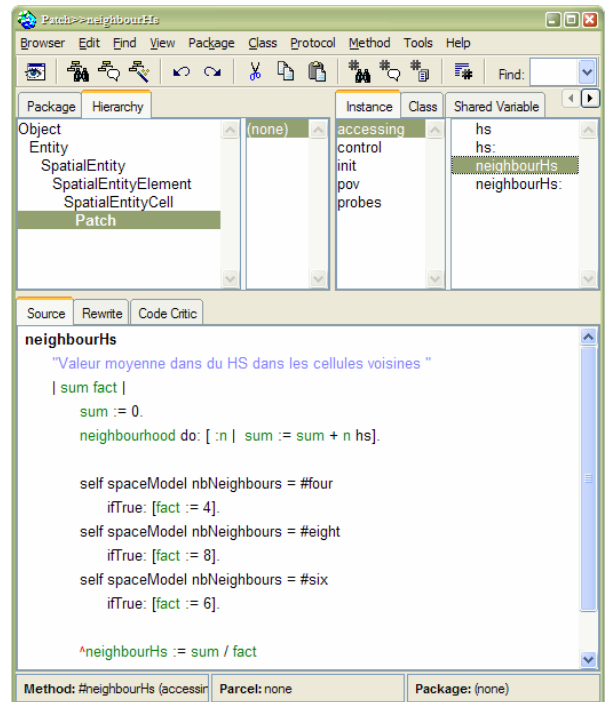 Patch>>neighbourHs
Browser Edit Find View Package Class Protocol Method Tools Help
Find:
Package Hierarchy Instance Class Shared Variable
Object
Entity
SpatialEntity
SpatialEntityElement
SpatialEntityCell
Patch
(none)
accessing
control
init
pov
probes
hs
hs:
neighbourHs
neighbourHs:
Source Rewrite Code Critic
neighbourHs
"Valeur moyenne dans du HS dans les cellules voisines "
| sum fact |
sum := 0.
neighbourhood do: [ :n | sum := sum + n hs].
self spaceModel nbNeighbours = #four
ifTrue: [fact := 4].
self spaceModel nbNeighbours = #eight
ifTrue: [fact := 8].
self spaceModel nbNeighbours = #six
ifTrue: [fact := 6].
^neighbourHs := sum / fact
Method: #neighbourHs (accessin Parcel: none Package: (none)